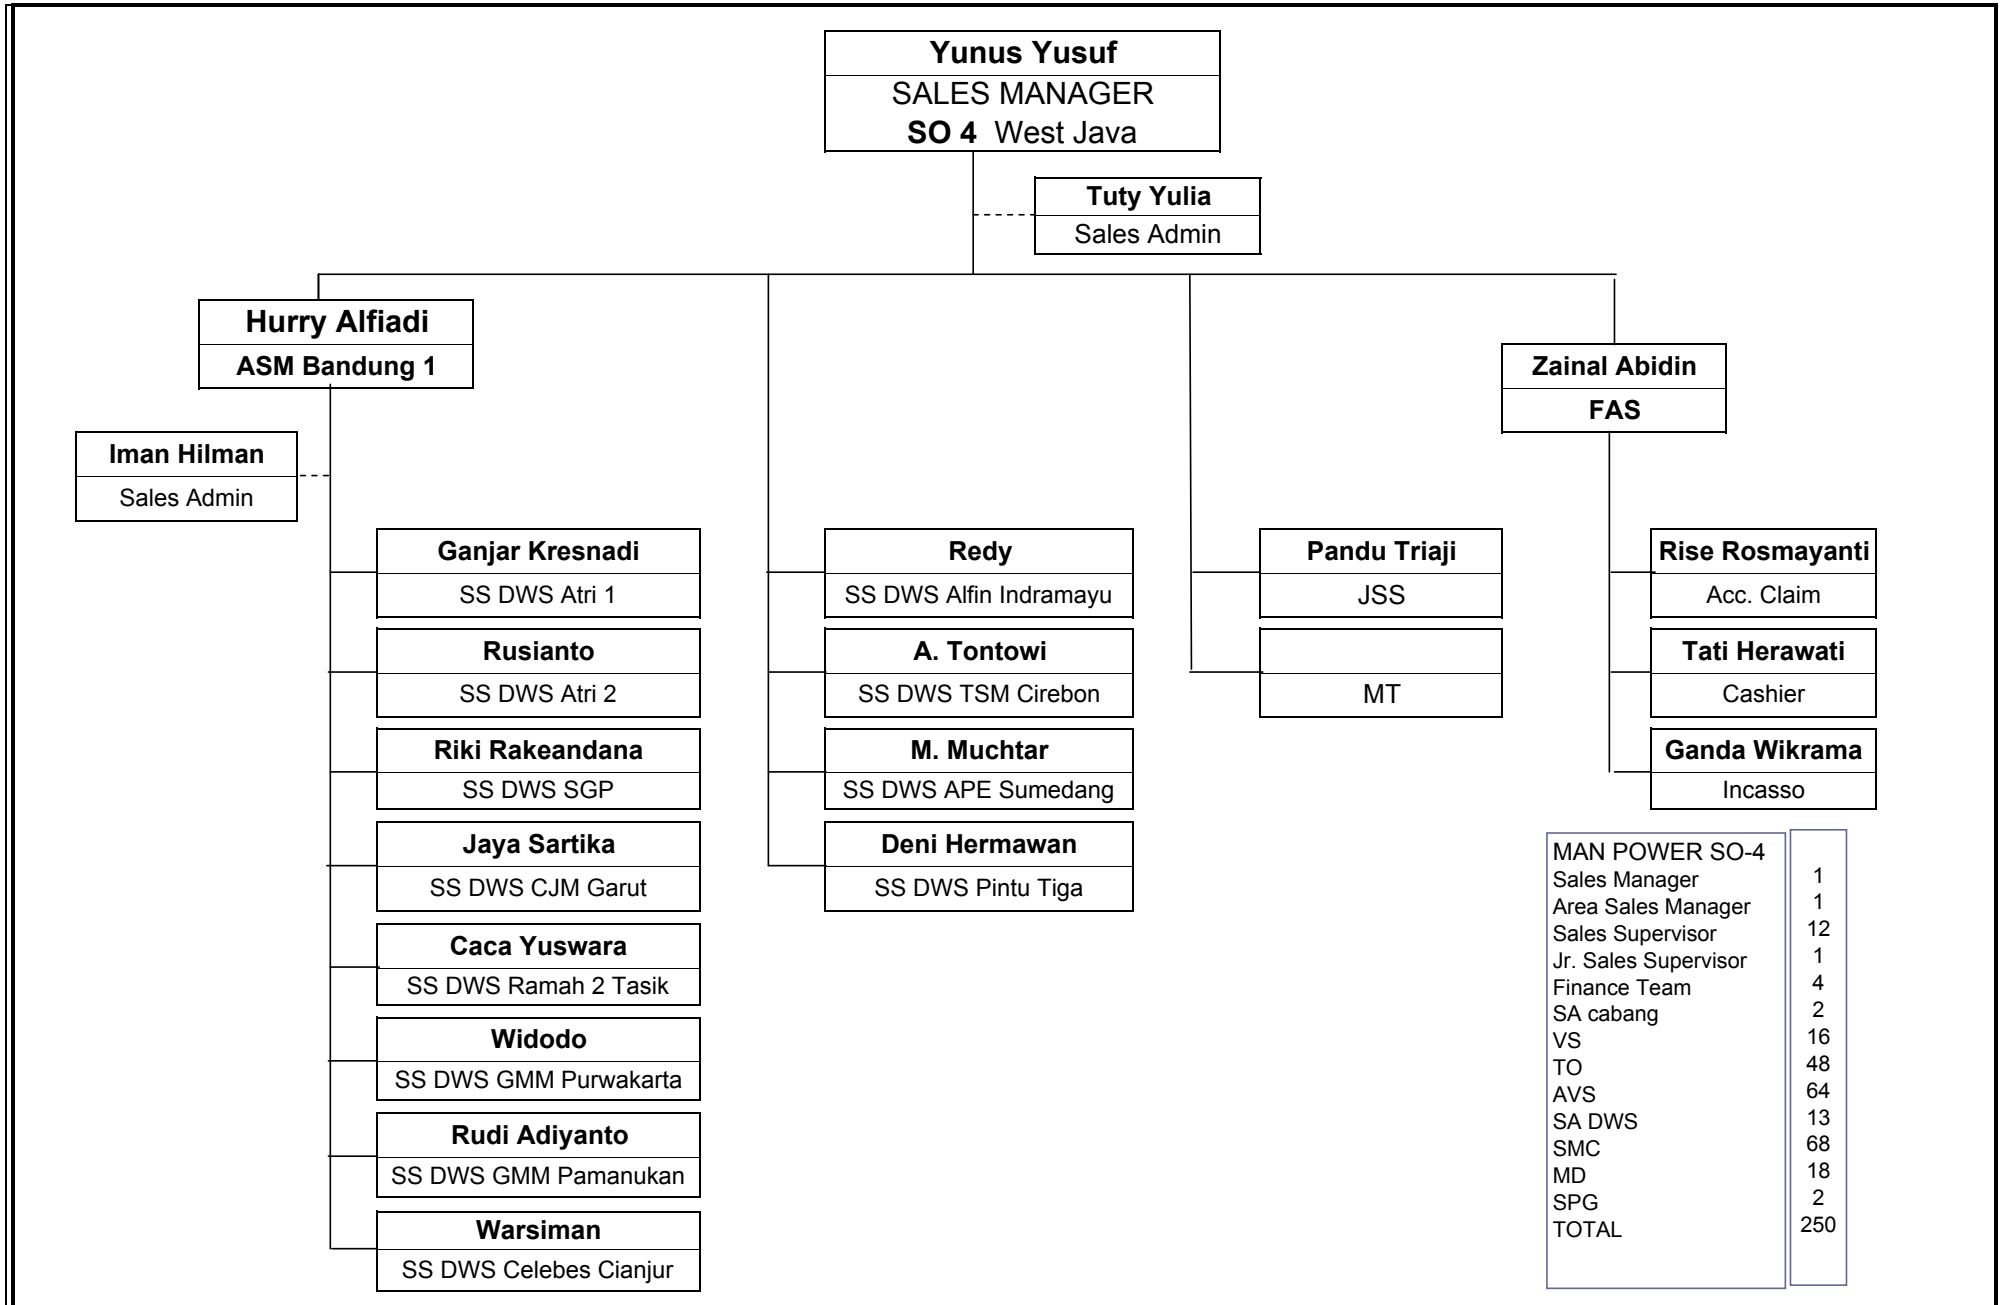 Yunus Yusuf
SALES MANAGER
SO 4 West Java
Tuty Yulia
Sales Admin
Hurry Alfiadi
ASM Bandung 1
Zainal Abidin
FAS
Iman Hilman
Sales Admin
Ganjar Kresnadi
SS DWS Atri 1
Rusianto
SS DWS Atri 2
Riki Rakeandana
SS DWS SGP
Jaya Sartika
SS DWS CJM Garut
Caca Yuswara
SS DWS Ramah 2 Tasik
Widodo
SS DWS GMM Purwakarta
Rudi Adiyanto
SS DWS GMM Pamanukan
Warsiman
SS DWS Celebes Cianjur
Redy
SS DWS Alfin Indramayu
A. Tontowi
SS DWS TSM Cirebon
M. Muchtar
SS DWS APE Sumedang
Deni Hermawan
SS DWS Pintu Tiga
Pandu Triaji
JSS
MT
Rise Rosmayanti
Acc. Claim
Tati Herawati
Cashier
Ganda Wikrama
Incasso
MAN POWER SO-4
Sales Manager 1
Area Sales Manager 1
Sales Supervisor 12
Jr. Sales Supervisor 1
Finance Team 4
SA cabang 2
VS 16
TO 48
AVS 64
SA DWS 13
SMC 68
MD 18
SPG 2
TOTAL 250